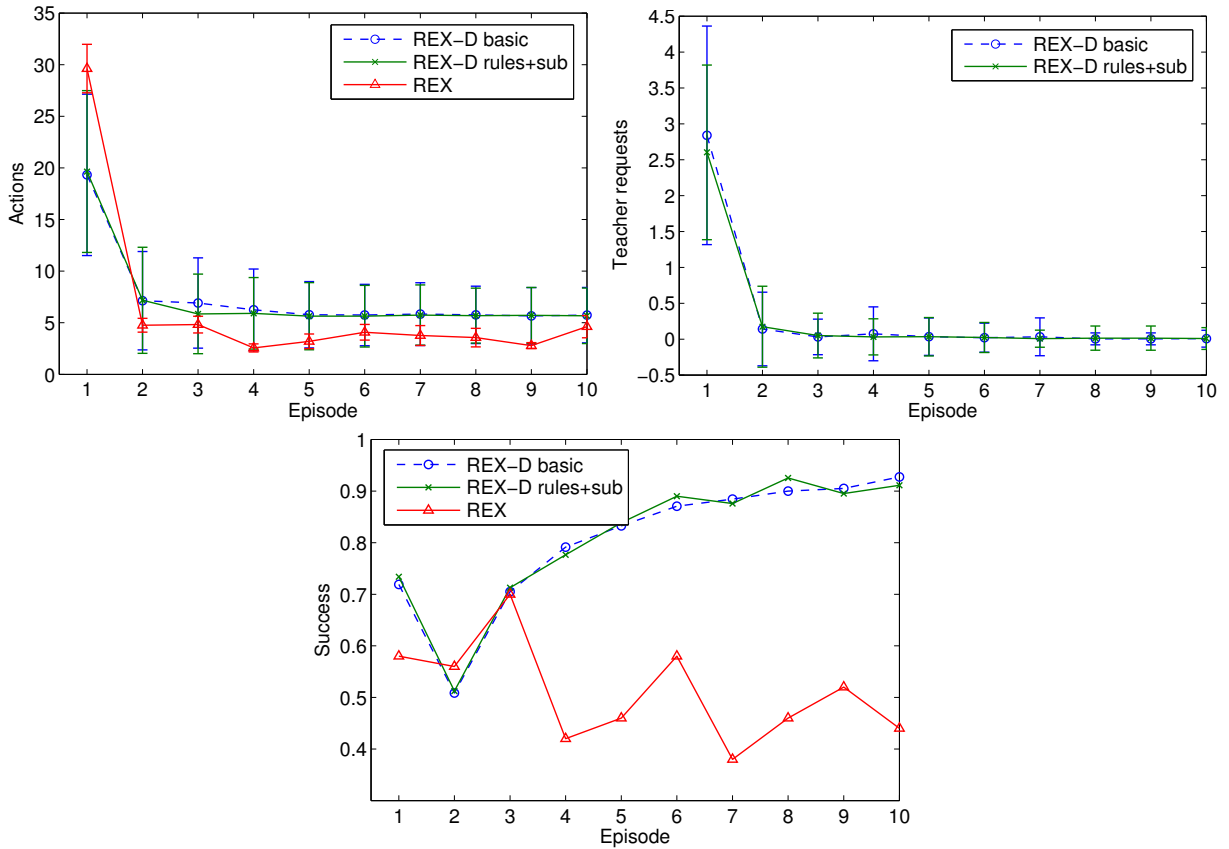 35
30
25
20
15
10
5
0
Actions
1 2 3 4 5 6 7 8 9 10
Episode
REX-D basic
REX-D rules+sub
REX
4.5
4
3.5
3
2.5
2
1.5
1
0.5
0
−0.5
Teacher requests
1 2 3 4 5 6 7 8 9 10
Episode
REX-D basic
REX-D rules+sub
1
0.9
0.8
0.7
0.6
0.5
0.4
Success
1 2 3 4 5 6 7 8 9 10
Episode
REX-D basic
REX-D rules+sub
REX